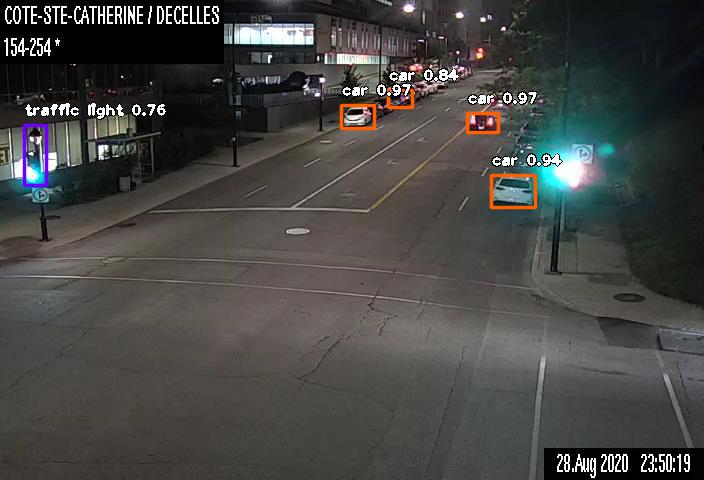 COTE-STE-CATHERINE / DECELLES
154-254 *
car 0.84
car 0.97
car 0.97
traffic light 0.76
car 0.94
28.Aug 2020 23:50:19